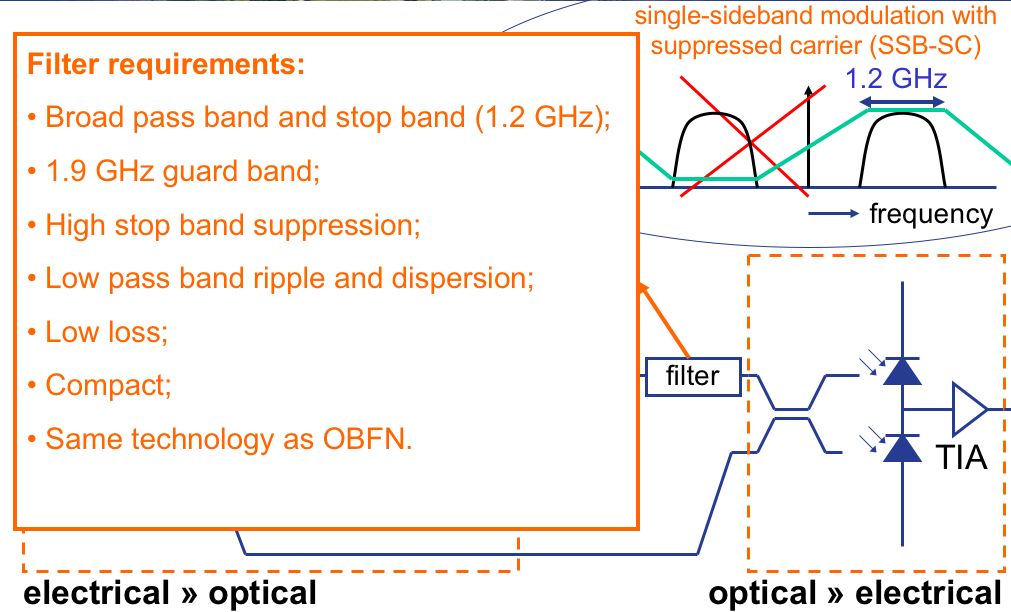 single-sideband modulation with
suppressed carrier (SSB-SC)
1.2 GHz
frequency
Filter requirements:
• Broad pass band and stop band (1.2 GHz);
• 1.9 GHz guard band;
• High stop band suppression;
• Low pass band ripple and dispersion;
• Low loss;
• Compact;
• Same technology as OBFN.
filter
TIA
electrical » optical
optical » electrical